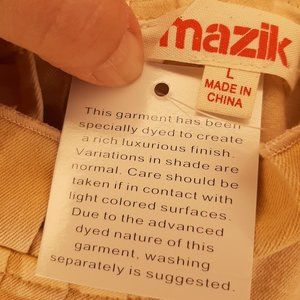 mazik
L
MADE IN
CHINA
This garment has been
specially dyed to create
a rich luxurious finish.
Variations in shade are
normal. Care should be
taken if in contact with
light colored surfaces.
Due to the advanced
dyed nature of this
garment, washing
separately is suggested.